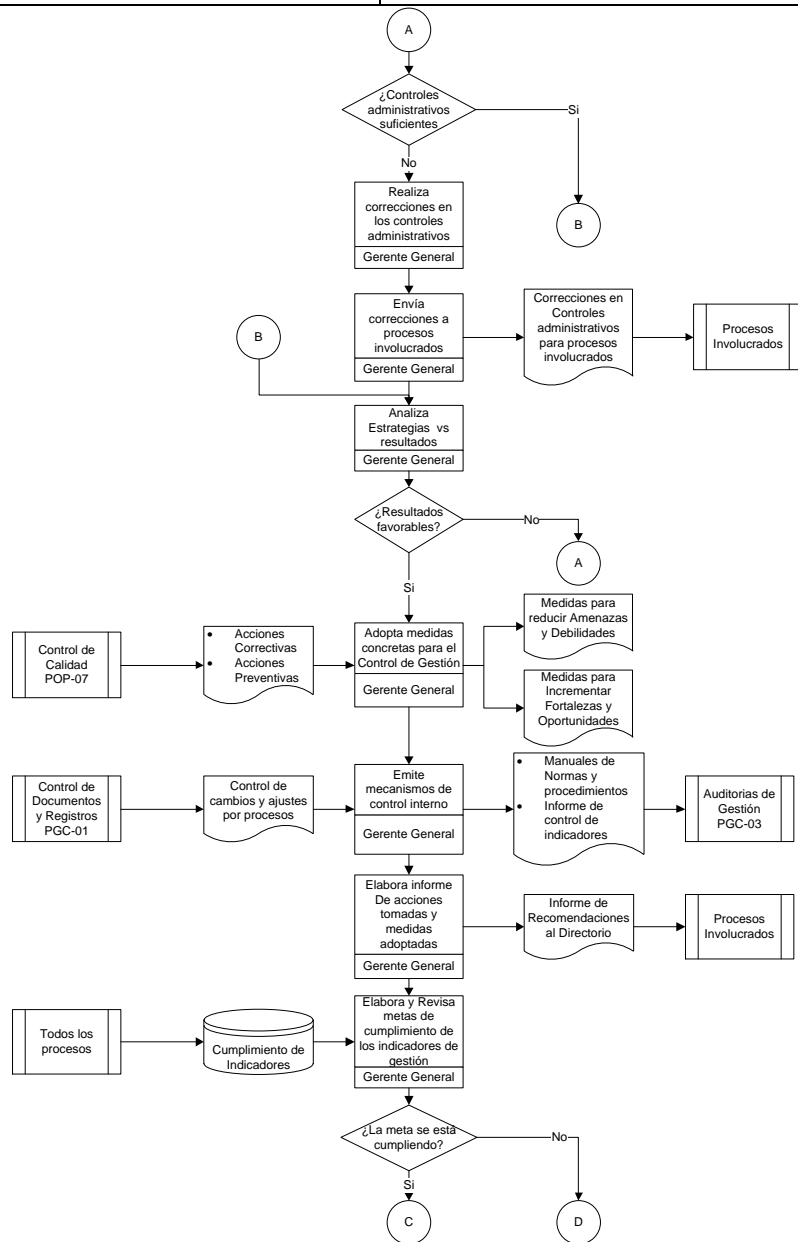 A
¿Controles
administrativos
suficientes
Si
No
Realiza
correcciones en
los controles
administrativos
Gerente General
B
Envía
correcciones a
procesos
involucrados
Gerente General
Correcciones en
Controles
administrativos
para procesos
involucrados
Procesos
Involucrados
B
Analiza
Estrategias vs
resultados
Gerente General
¿Resultados
favorables?
No
A
Si
Control de
Calidad
POP-07
• Acciones
Correctivas
• Acciones
Preventivas
Adopta medidas
concretas para el
Control de Gestión
Gerente General
Medidas para
reducir Amenazas
y Debilidades
Medidas para
Incrementar
Fortalezas y
Oportunidades
Control de
Documentos
y Registros
PGC-01
Control de
cambios y ajustes
por procesos
Emite
mecanismos de
control interno
Gerente General
• Manuales de
Normas y
procedimientos
• Informe de
control de
indicadores
Auditorias de
Gestión
PGC-03
Elabora informe
De acciones
tomadas y
medidas
adoptadas
Gerente General
Informe de
Recomendaciones
al Directorio
Procesos
Involucrados
Todos los
procesos
Cumplimiento de
Indicadores
Elabora y Revisa
metas de
cumplimiento de
los indicadores de
gestión
Gerente General
¿La meta se está
cumpliendo?
No
Si
C
D